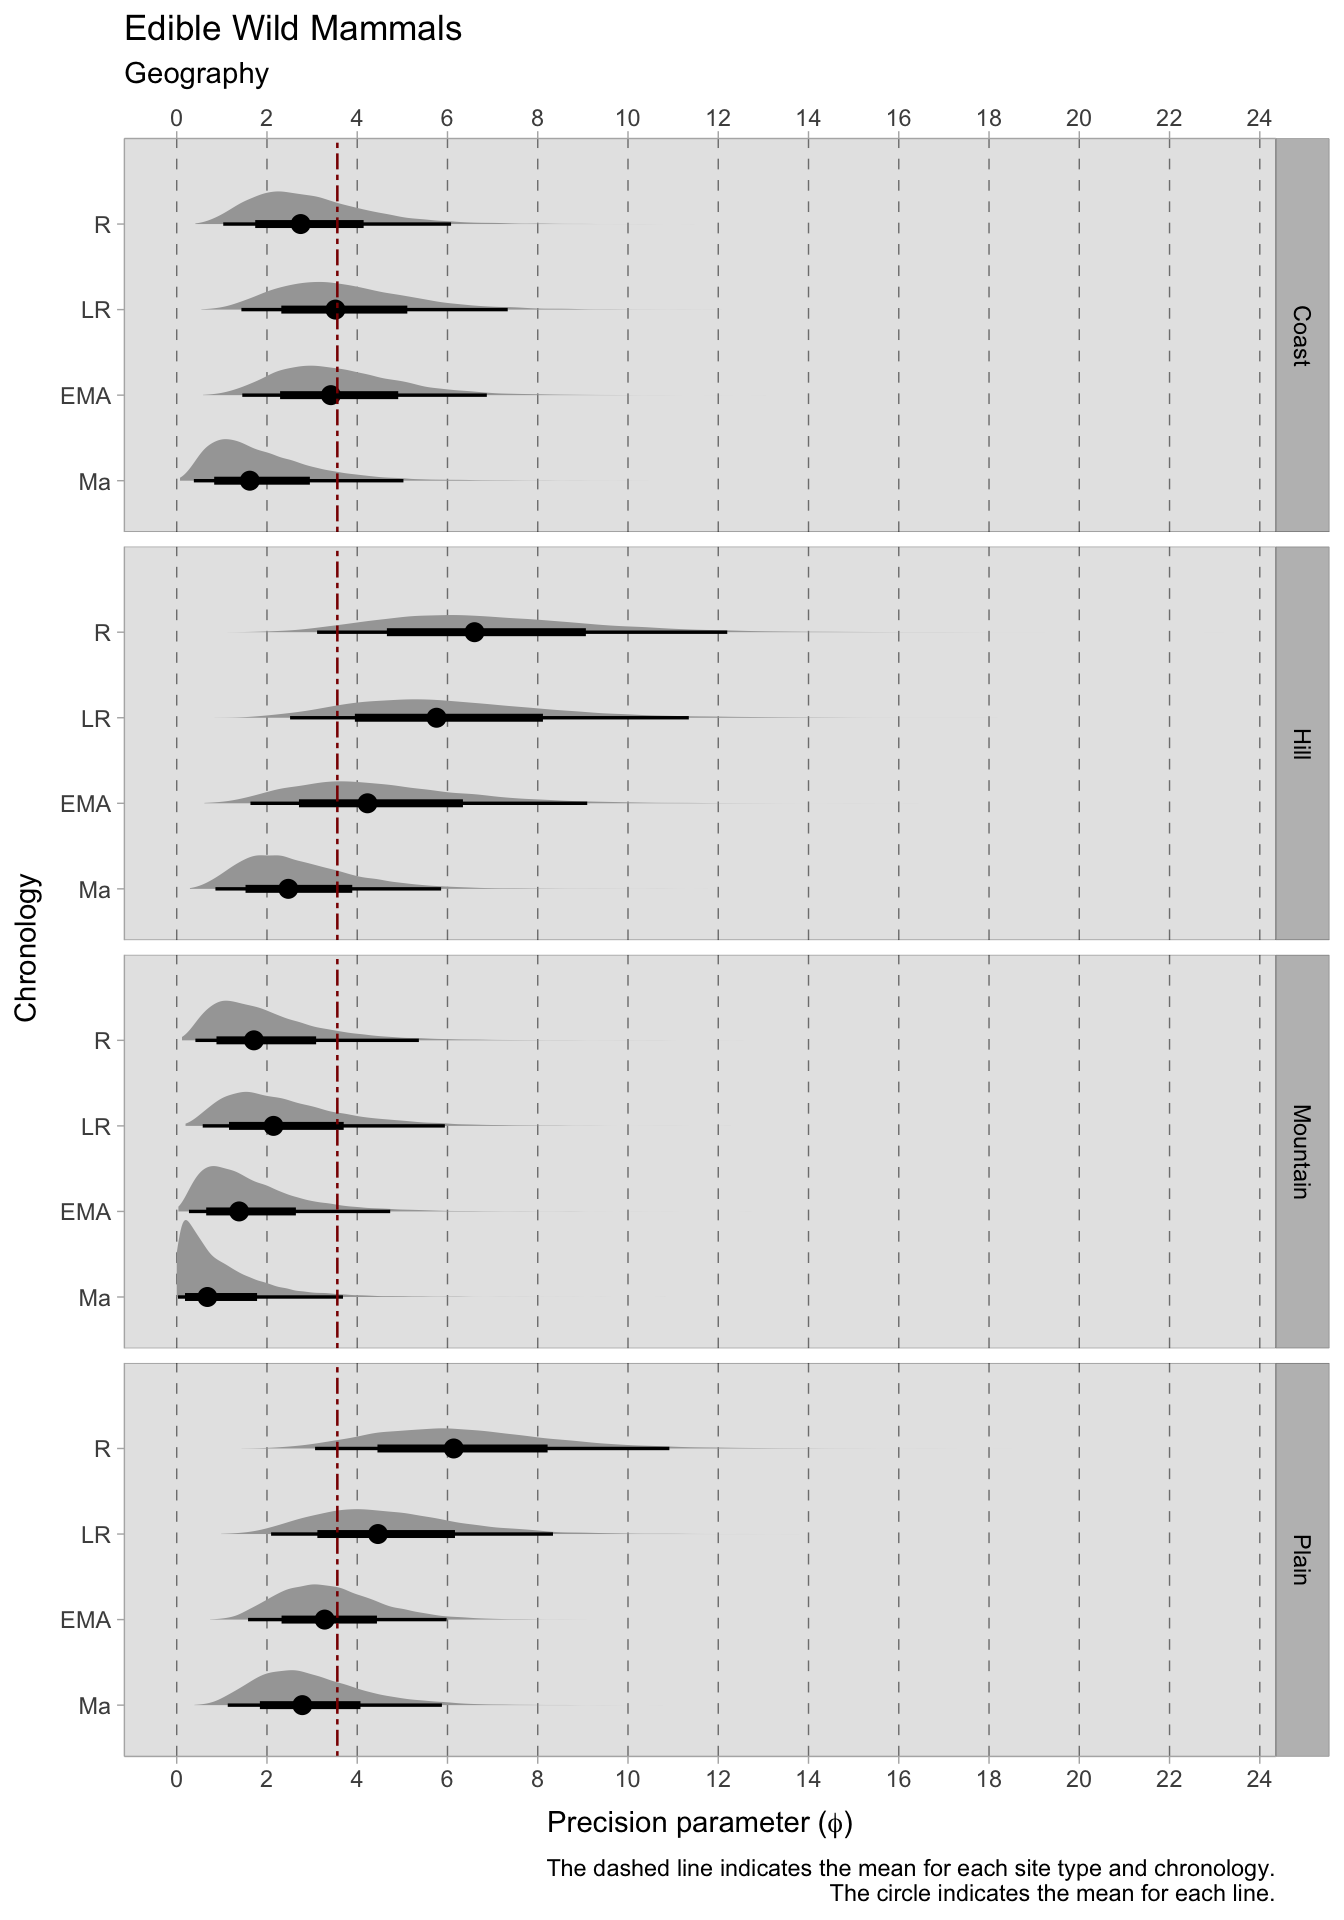 Edible Wild Mammals
Geography
0 2 4 6 8 10 12 14 16 18 20 22 24
R
LR
EMA
Ma
Coast
R
LR
EMA
Ma
Hill
Chronology
R
LR
EMA
Ma
Mountain
R
LR
EMA
Ma
Plain
0 2 4 6 8 10 12 14 16 18 20 22 24
Precision parameter (ϕ)
The dashed line indicates the mean for each site type and chronology.
The circle indicates the mean for each line.